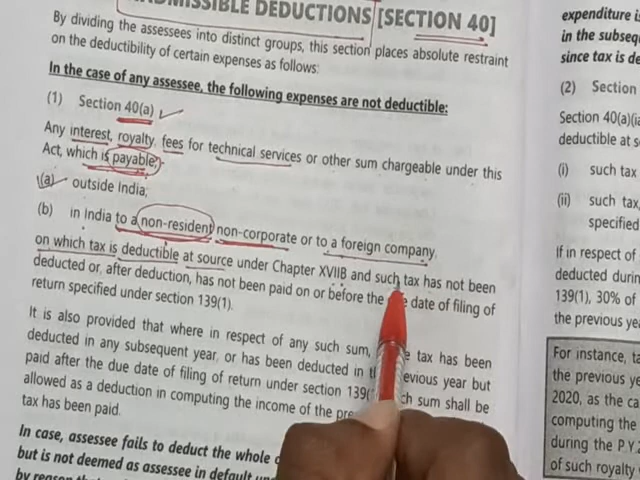 MISSIBLE DEDUCTIONS [SECTION 40]
By dividing the assessees into distinct groups, this section places absolute restraint
on the deductibility of certain expenses as follows:
In the case of any assessee, the following expenses are not deductible:
(1) Section 40(a)
Any interest, royalty, fees for technical services or other sum chargeable under this
Act, which is payable,
(a) outside India;
(b) in India to a non-resident non-corporate or to a foreign company,
on which tax is deductible at source under Chapter XVIIB and such tax has not been
deducted or, after deduction, has not been paid on or before the date of filing of
return specified under section 139(1).
It is also provided that where in respect of any such sum, tax has been
deducted in any subsequent year, or has been deducted in evious year but
paid after the due date of filing of return under section 139( ch sum shall be
allowed as a deduction in computing the income of the pre
tax has been paid.
In case, assessee fails to deduct the whole
but is not deemed as assessee in default
by reason
expenditure
in the subseq
since tax is de
(2) Section
Section 40(a)(ia
deductible at s
(i) such tax
(ii) such tax,
specified
If in respect of
deducted durin
139(1), 30% of
the previous yea
For instance, ta
the previous ye
2020, as the ca
computing the
during the P.Y.2
of such royalty